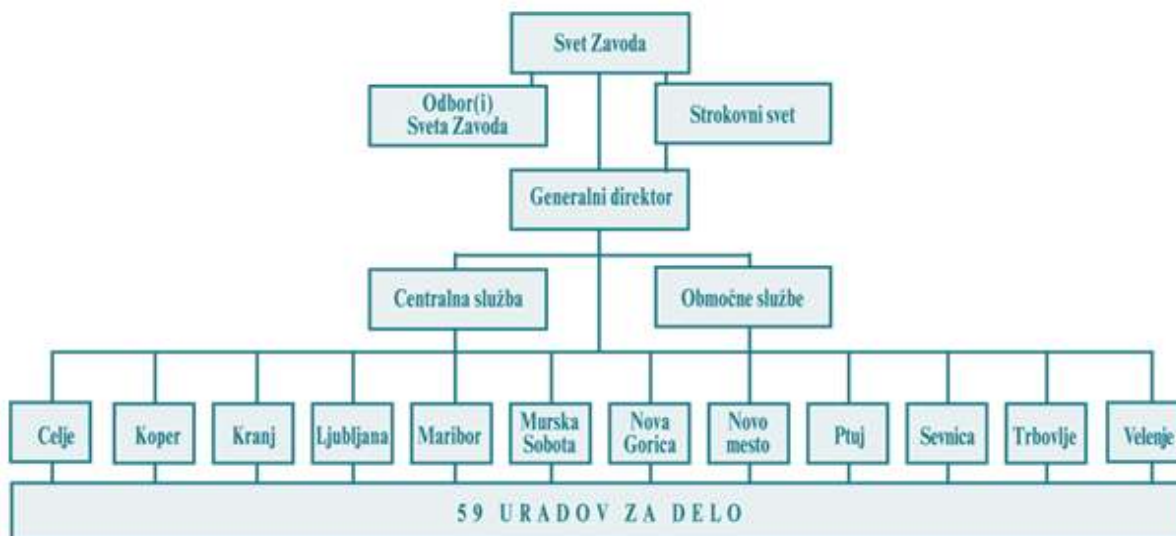 Svet Zavoda
Odbor(i)
Sveta Zavoda
Strokovni svet
Generalni direktor
Centralna služba
Območne službe
Celje
Koper
Kranj
Ljubljana
Maribor
Murska
Sobota
Nova
Gorica
Novo
mesto
Ptuj
Sevnica
Trbovlje
Velenje
59 URADOV ZA DELO